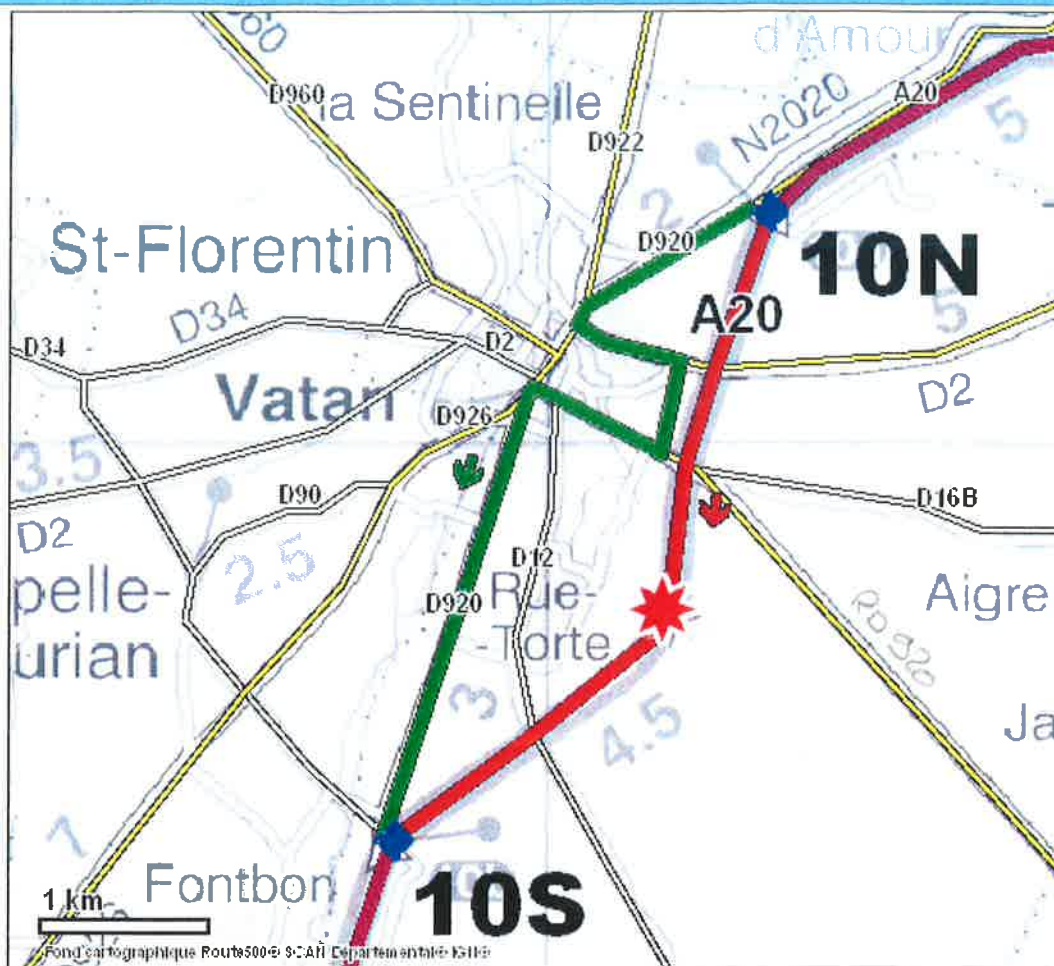 d'Amour
60
D960
la Sentinelle
A20
5
N2020
D922
2
St-Florentin
D920
10N
D34
A20
5
D34
D2
D2
Vatan
D926
3.5
D90
D16B
D2
2.5
D12
pelle-
D920
Rue-
Aigre
-Torte
RD920
urian
3
4.5
Ja
1
Fontbon
10S
1 km
Fond cartographique Route500® SCAN Départemental® IGN®